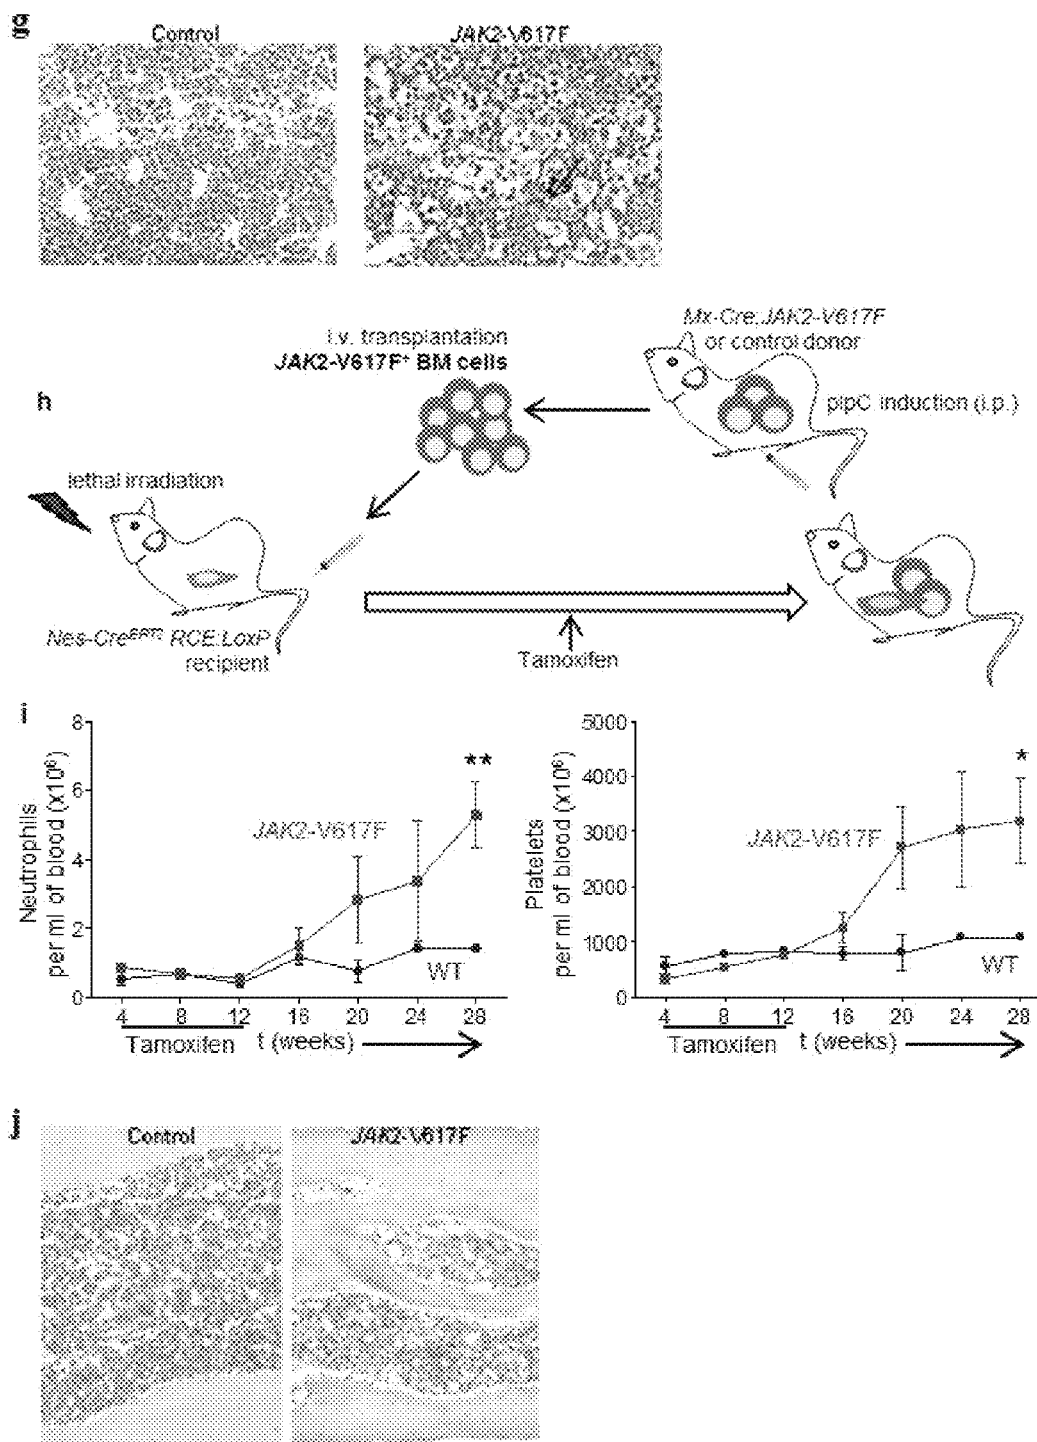 g
Control
JAK2-V617F
h
i.v. transplantation
JAK2-V617F⁺ BM cells
Mx-Cre;JAK2-V617F
or control donor
pIpC induction (i.p.)
lethal irradiation
Nes-Creᴱᴿᵀ² RCE:LoxP
recipient
Tamoxifen
i
Neutrophils
per ml of blood (x10⁶)
8
6
4
2
0
JAK2-V617F
**
WT
4 8 12 16 20 24 28
Tamoxifen t (weeks)
Platelets
per ml of blood (x10⁶)
5000
4000
3000
2000
1000
0
JAK2-V617F
*
WT
4 8 12 16 20 24 28
Tamoxifen t (weeks)
j
Control
JAK2-V617F